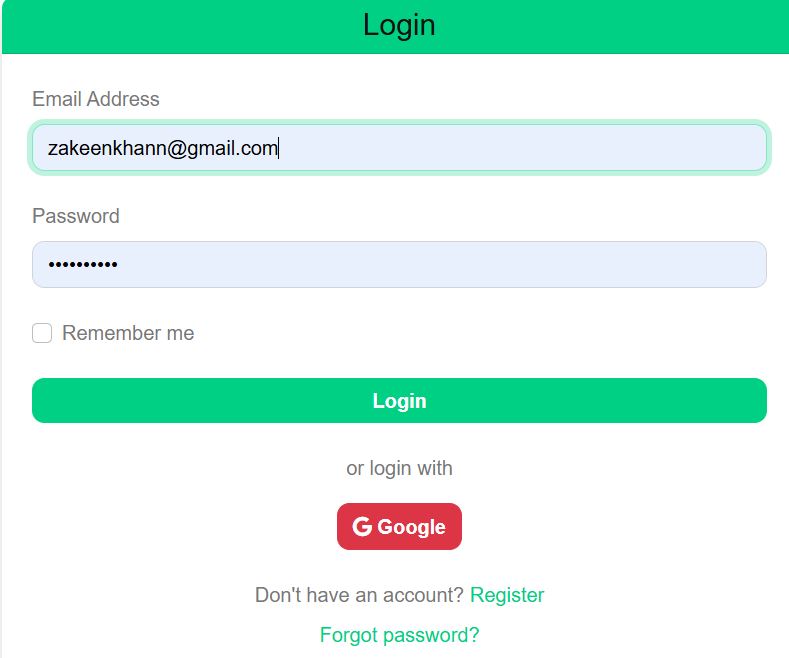 Login
Email Address
zakeenkhann@gmail.com
Password
••••••••••
Remember me
Login
or login with
G Google
Don't have an account? Register
Forgot password?